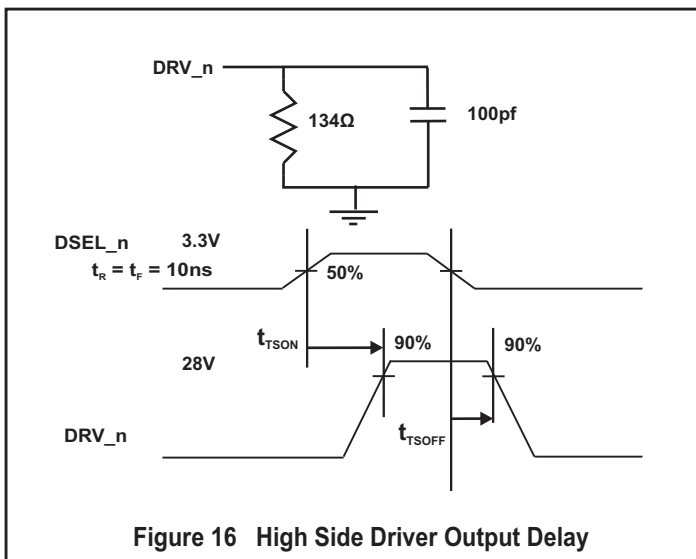 DRV_n
134Ω
100pf
DSEL_n 3.3V
t_R = t_F = 10ns
50%
t_TSON
90%
90%
28V
DRV_n
t_TSOFF
Figure 16 High Side Driver Output Delay